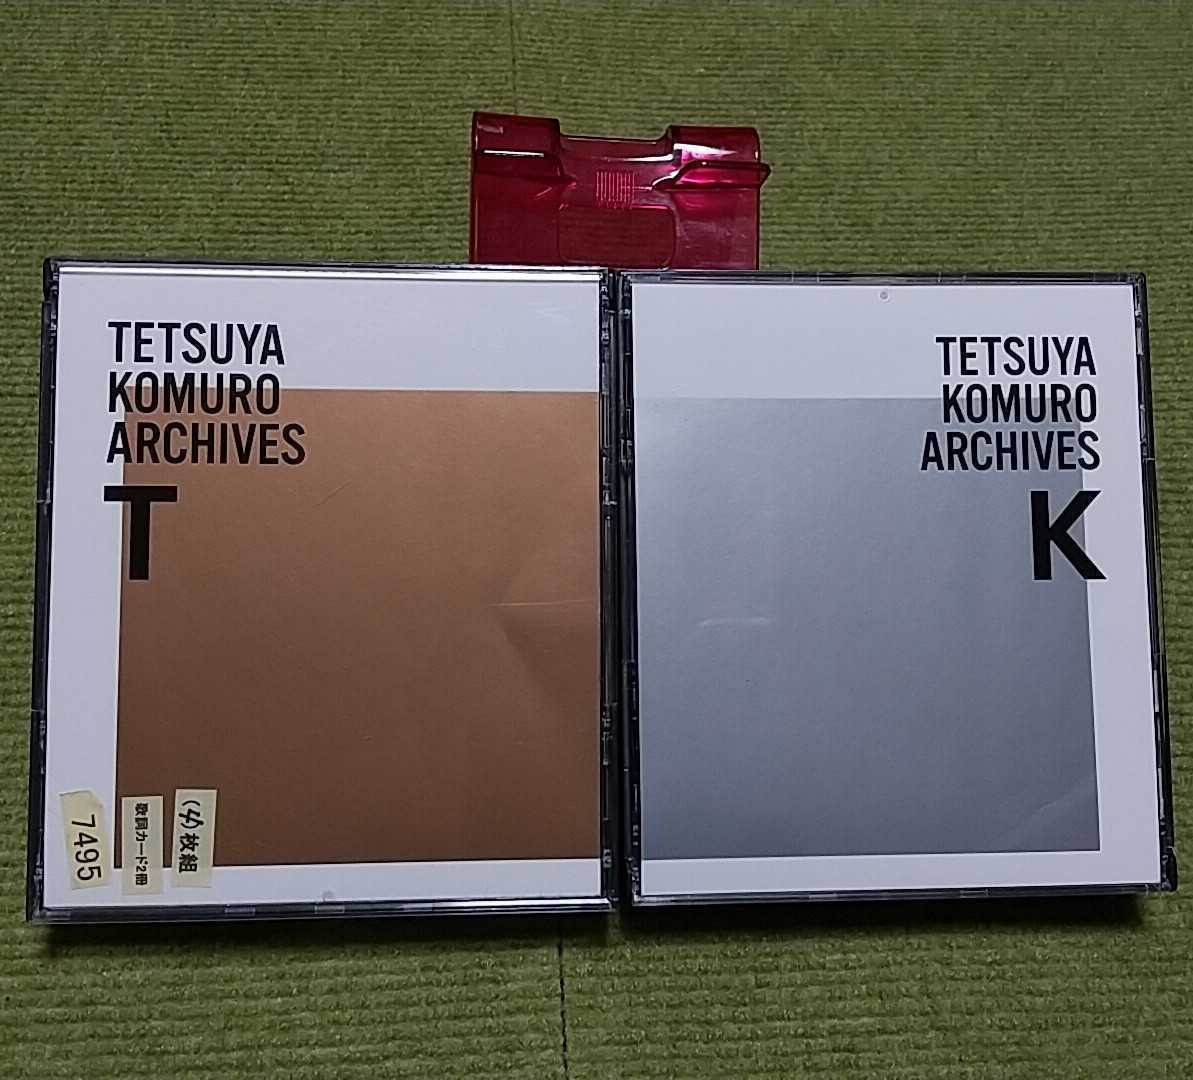 TETSUYA
KOMURO
ARCHIVES
T
TETSUYA
KOMURO
ARCHIVES
K
7495
歌詞カード2冊
(4)枚組